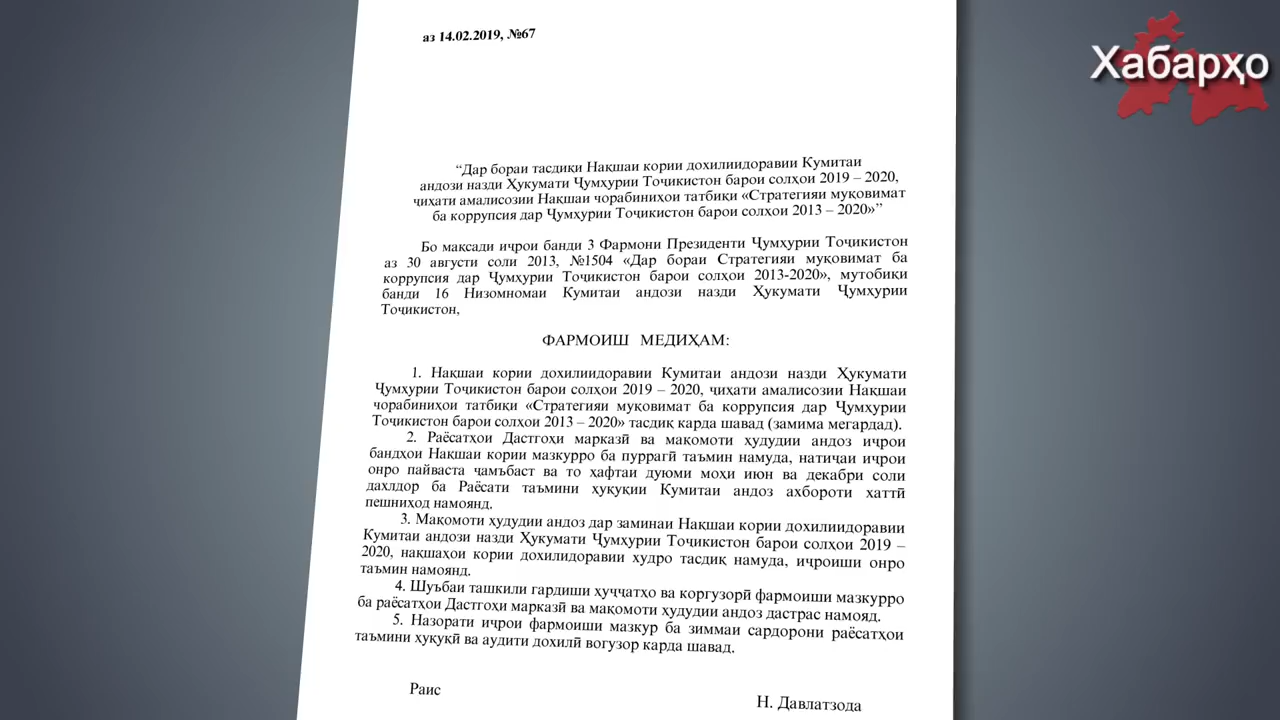 аз 14.02.2019, №67
Хабарҳо
“Дар бораи тасдиқи Нақшаи кории дохилиидоравии Кумитаи
андози назди Ҳукумати Ҷумҳурии Тоҷикистон барои солҳои 2019 – 2020,
ҷиҳати амалисозии Нақшаи чорабиниҳои татбиқи «Стратегияи муқовимат
ба коррупсия дар Ҷумҳурии Тоҷикистон барои солҳои 2013 – 2020»”
Бо мақсади иҷрои банди 3 Фармони Президенти Ҷумҳурии Тоҷикистон
аз 30 августи соли 2013, №1504 «Дар бораи Стратегияи муқовимат ба
коррупсия дар Ҷумҳурии Тоҷикистон барои солҳои 2013-2020», мутобиқи
банди 16 Низомномаи Кумитаи андози назди Ҳукумати Ҷумҳурии
Тоҷикистон,
ФАРМОИШ МЕДИҲАМ:
1. Нақшаи кории дохилиидоравии Кумитаи андози назди Ҳукумати
Ҷумҳурии Тоҷикистон барои солҳои 2019 – 2020, ҷиҳати амалисозии Нақшаи
чорабиниҳои татбиқи «Стратегияи муқовимат ба коррупсия дар Ҷумҳурии
Тоҷикистон барои солҳои 2013 – 2020» тасдиқ карда шавад (замима мегардад).
2. Раёсатҳои Дастгоҳи марказӣ ва мақомоти ҳудудии андоз иҷрои
бандҳои Нақшаи кории мазкурро ба пуррагӣ таъмин намуда, натиҷаи иҷрои
онро пайваста ҷамъбаст ва то ҳафтаи дуюми моҳи июн ва декабри соли
дахлдор ба Раёсати таъмини ҳуқуқии Кумитаи андоз ахбороти хаттӣ
пешниҳод намоянд.
3. Мақомоти ҳудудии андоз дар заминаи Нақшаи кории дохилиидоравии
Кумитаи андози назди Ҳукумати Ҷумҳурии Тоҷикистон барои солҳои 2019 –
2020, нақшаҳои кории дохилидоравии худро тасдиқ намуда, иҷроиши онро
таъмин намоянд.
4. Шуъбаи ташкили гардиши ҳуҷҷатҳо ва коргузорӣ фармоиши мазкурро
ба раёсатҳои Дастгоҳи марказӣ ва мақомоти ҳудудии андоз дастрас намояд.
5. Назорати иҷрои фармоиши мазкур ба зиммаи сардорони раёсатҳои
таъмини ҳуқуқӣ ва аудити дохилӣ вогузор карда шавад.
Раис
Н. Давлатзода